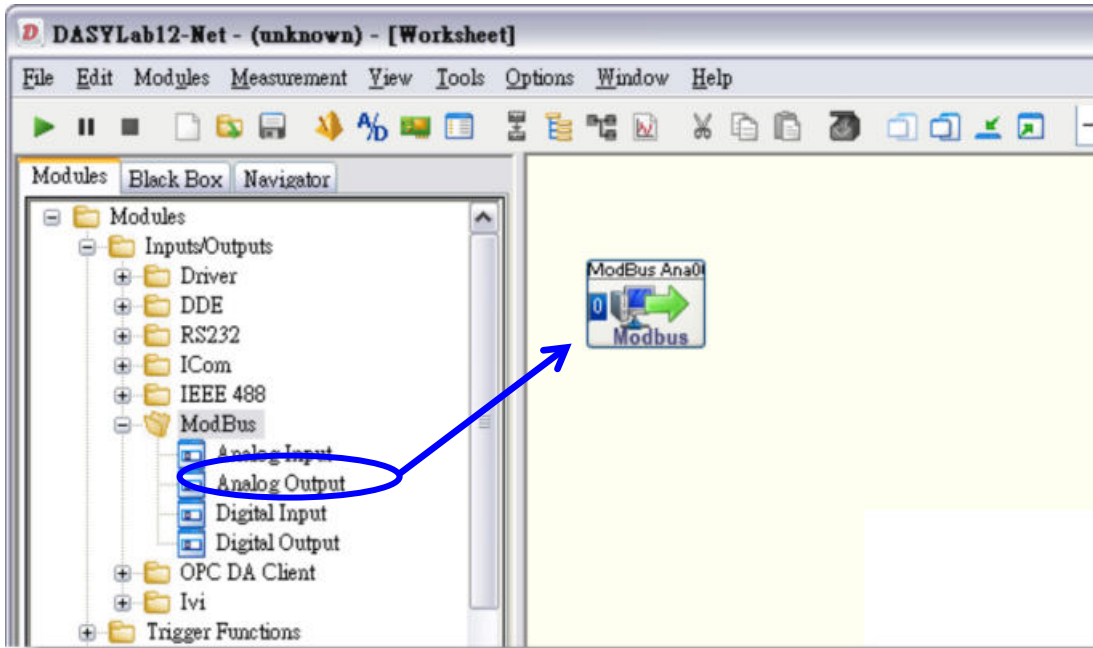 DASYLab12-Net - (unknown) - [Worksheet]
File Edit Modules Measurement View Tools Options Window Help
A/D
Modules Black Box Navigator
Modules
Inputs/Outputs
Driver
DDE
RS232
ICom
IEEE 488
ModBus
Analog Input
Analog Output
Digital Input
Digital Output
OPC DA Client
Ivi
Trigger Functions
ModBus Ana0
0
Modbus